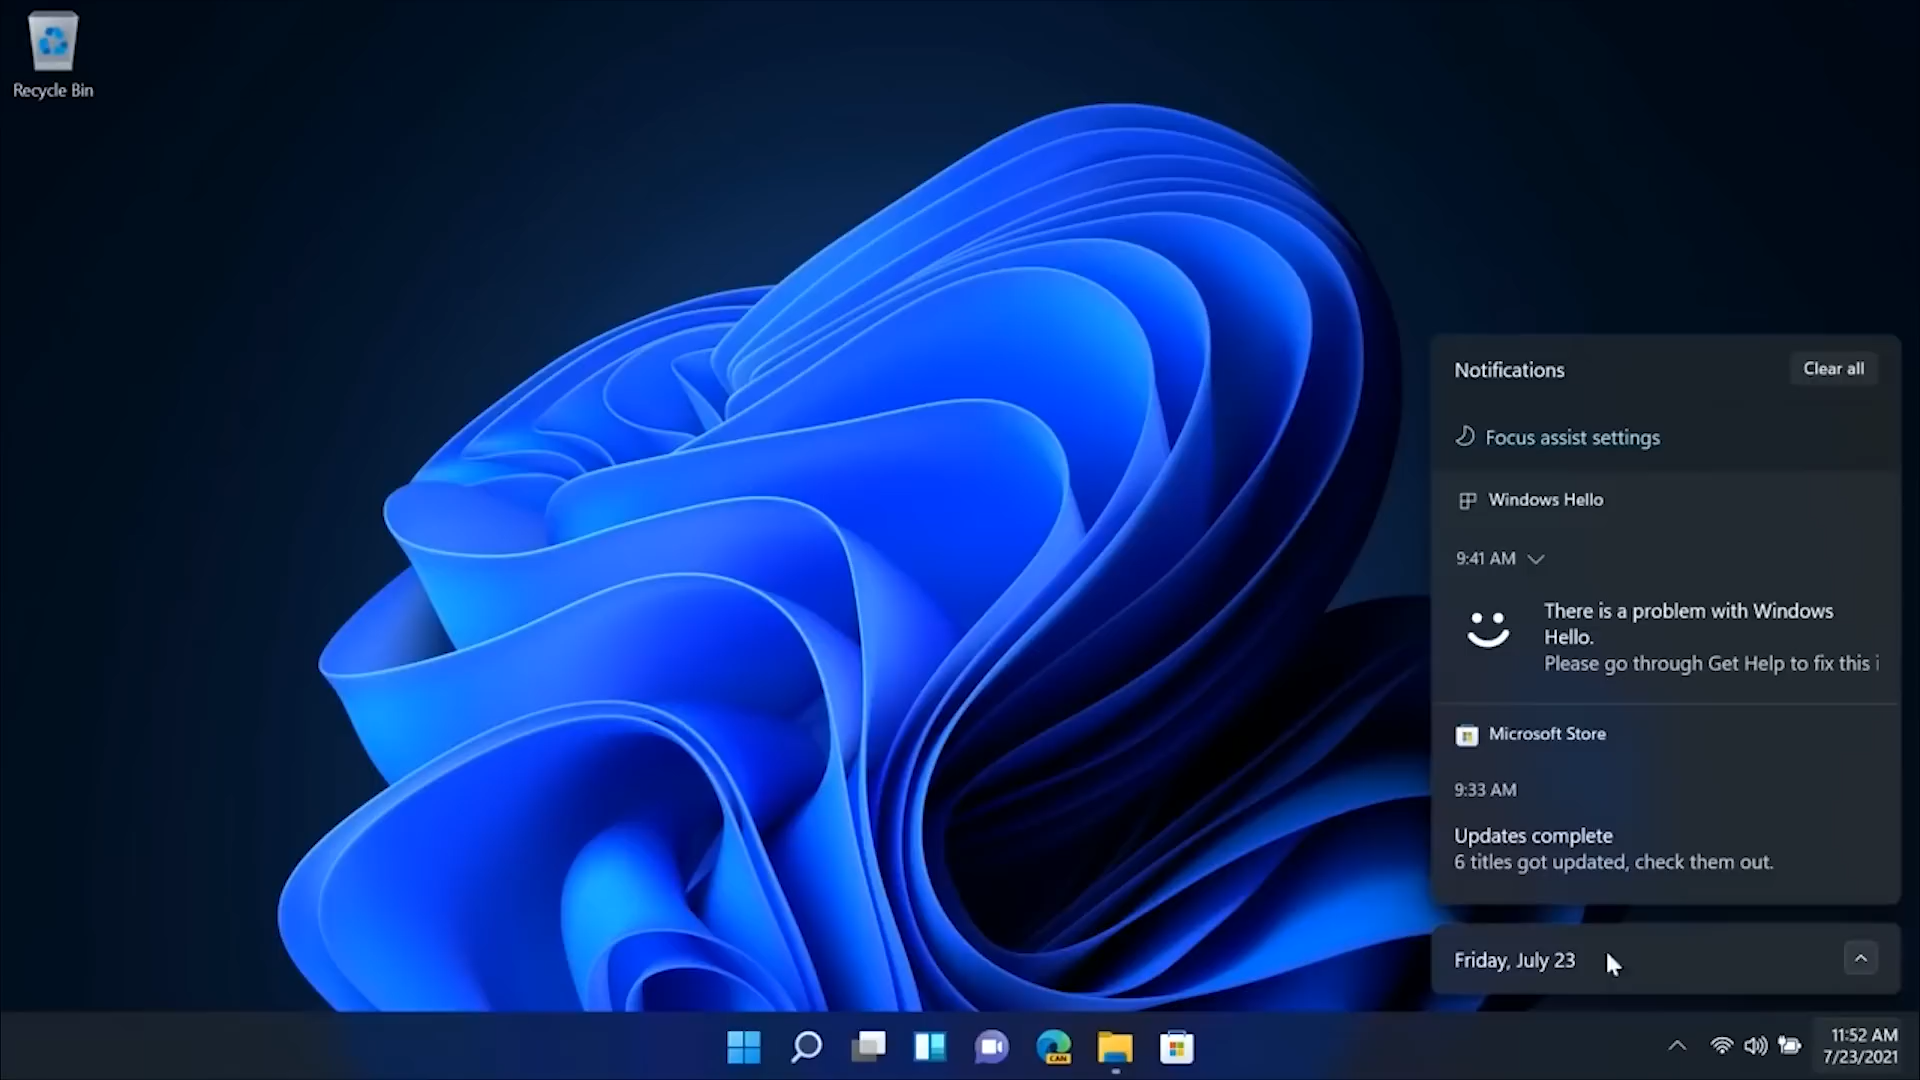 Recycle Bin
Notifications
Clear all
Focus assist settings
Windows Hello
9:41 AM
There is a problem with Windows
Hello.
Please go through Get Help to fix this i
Microsoft Store
9:33 AM
Updates complete
6 titles got updated, check them out.
Friday, July 23
CAN
11:52 AM
7/23/2021